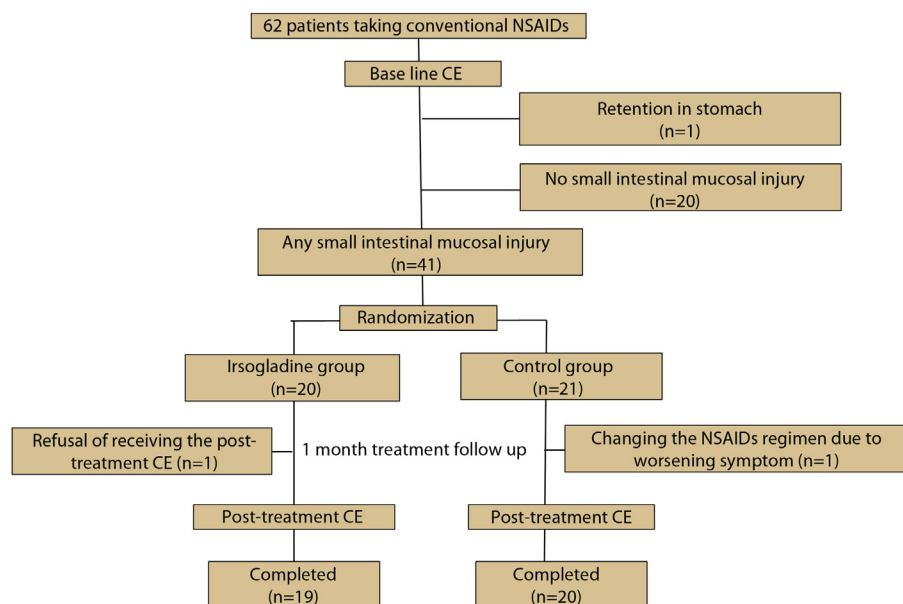 62 patients taking conventional NSAIDs
Base line CE
Retention in stomach
(n=1)
No small intestinal mucosal injury
(n=20)
Any small intestinal mucosal injury
(n=41)
Randomization
Irsogladine group
(n=20)
Control group
(n=21)
Refusal of receiving the post-
treatment CE (n=1)
1 month treatment follow up
Changing the NSAIDs regimen due to
worsening symptom (n=1)
Post-treatment CE
Post-treatment CE
Completed
(n=19)
Completed
(n=20)